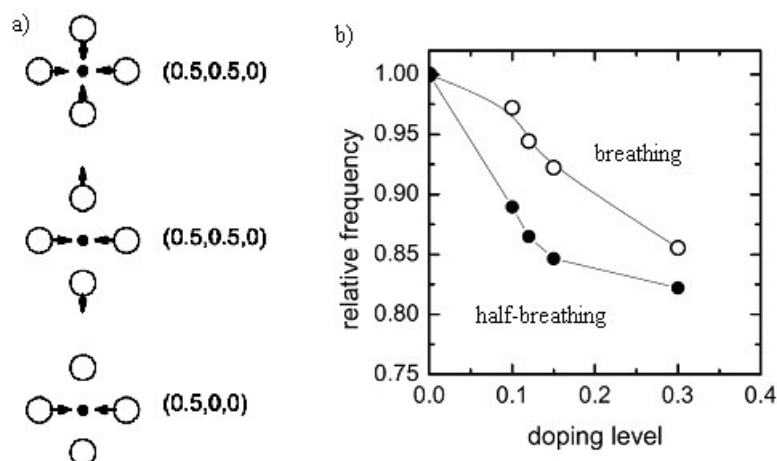 a)
(0.5,0.5,0)
(0.5,0.5,0)
(0.5,0,0)
b)
relative frequency
1.00
0.95
0.90
0.85
0.80
0.75
breathing
half-breathing
0.0 0.1 0.2 0.3 0.4
doping level